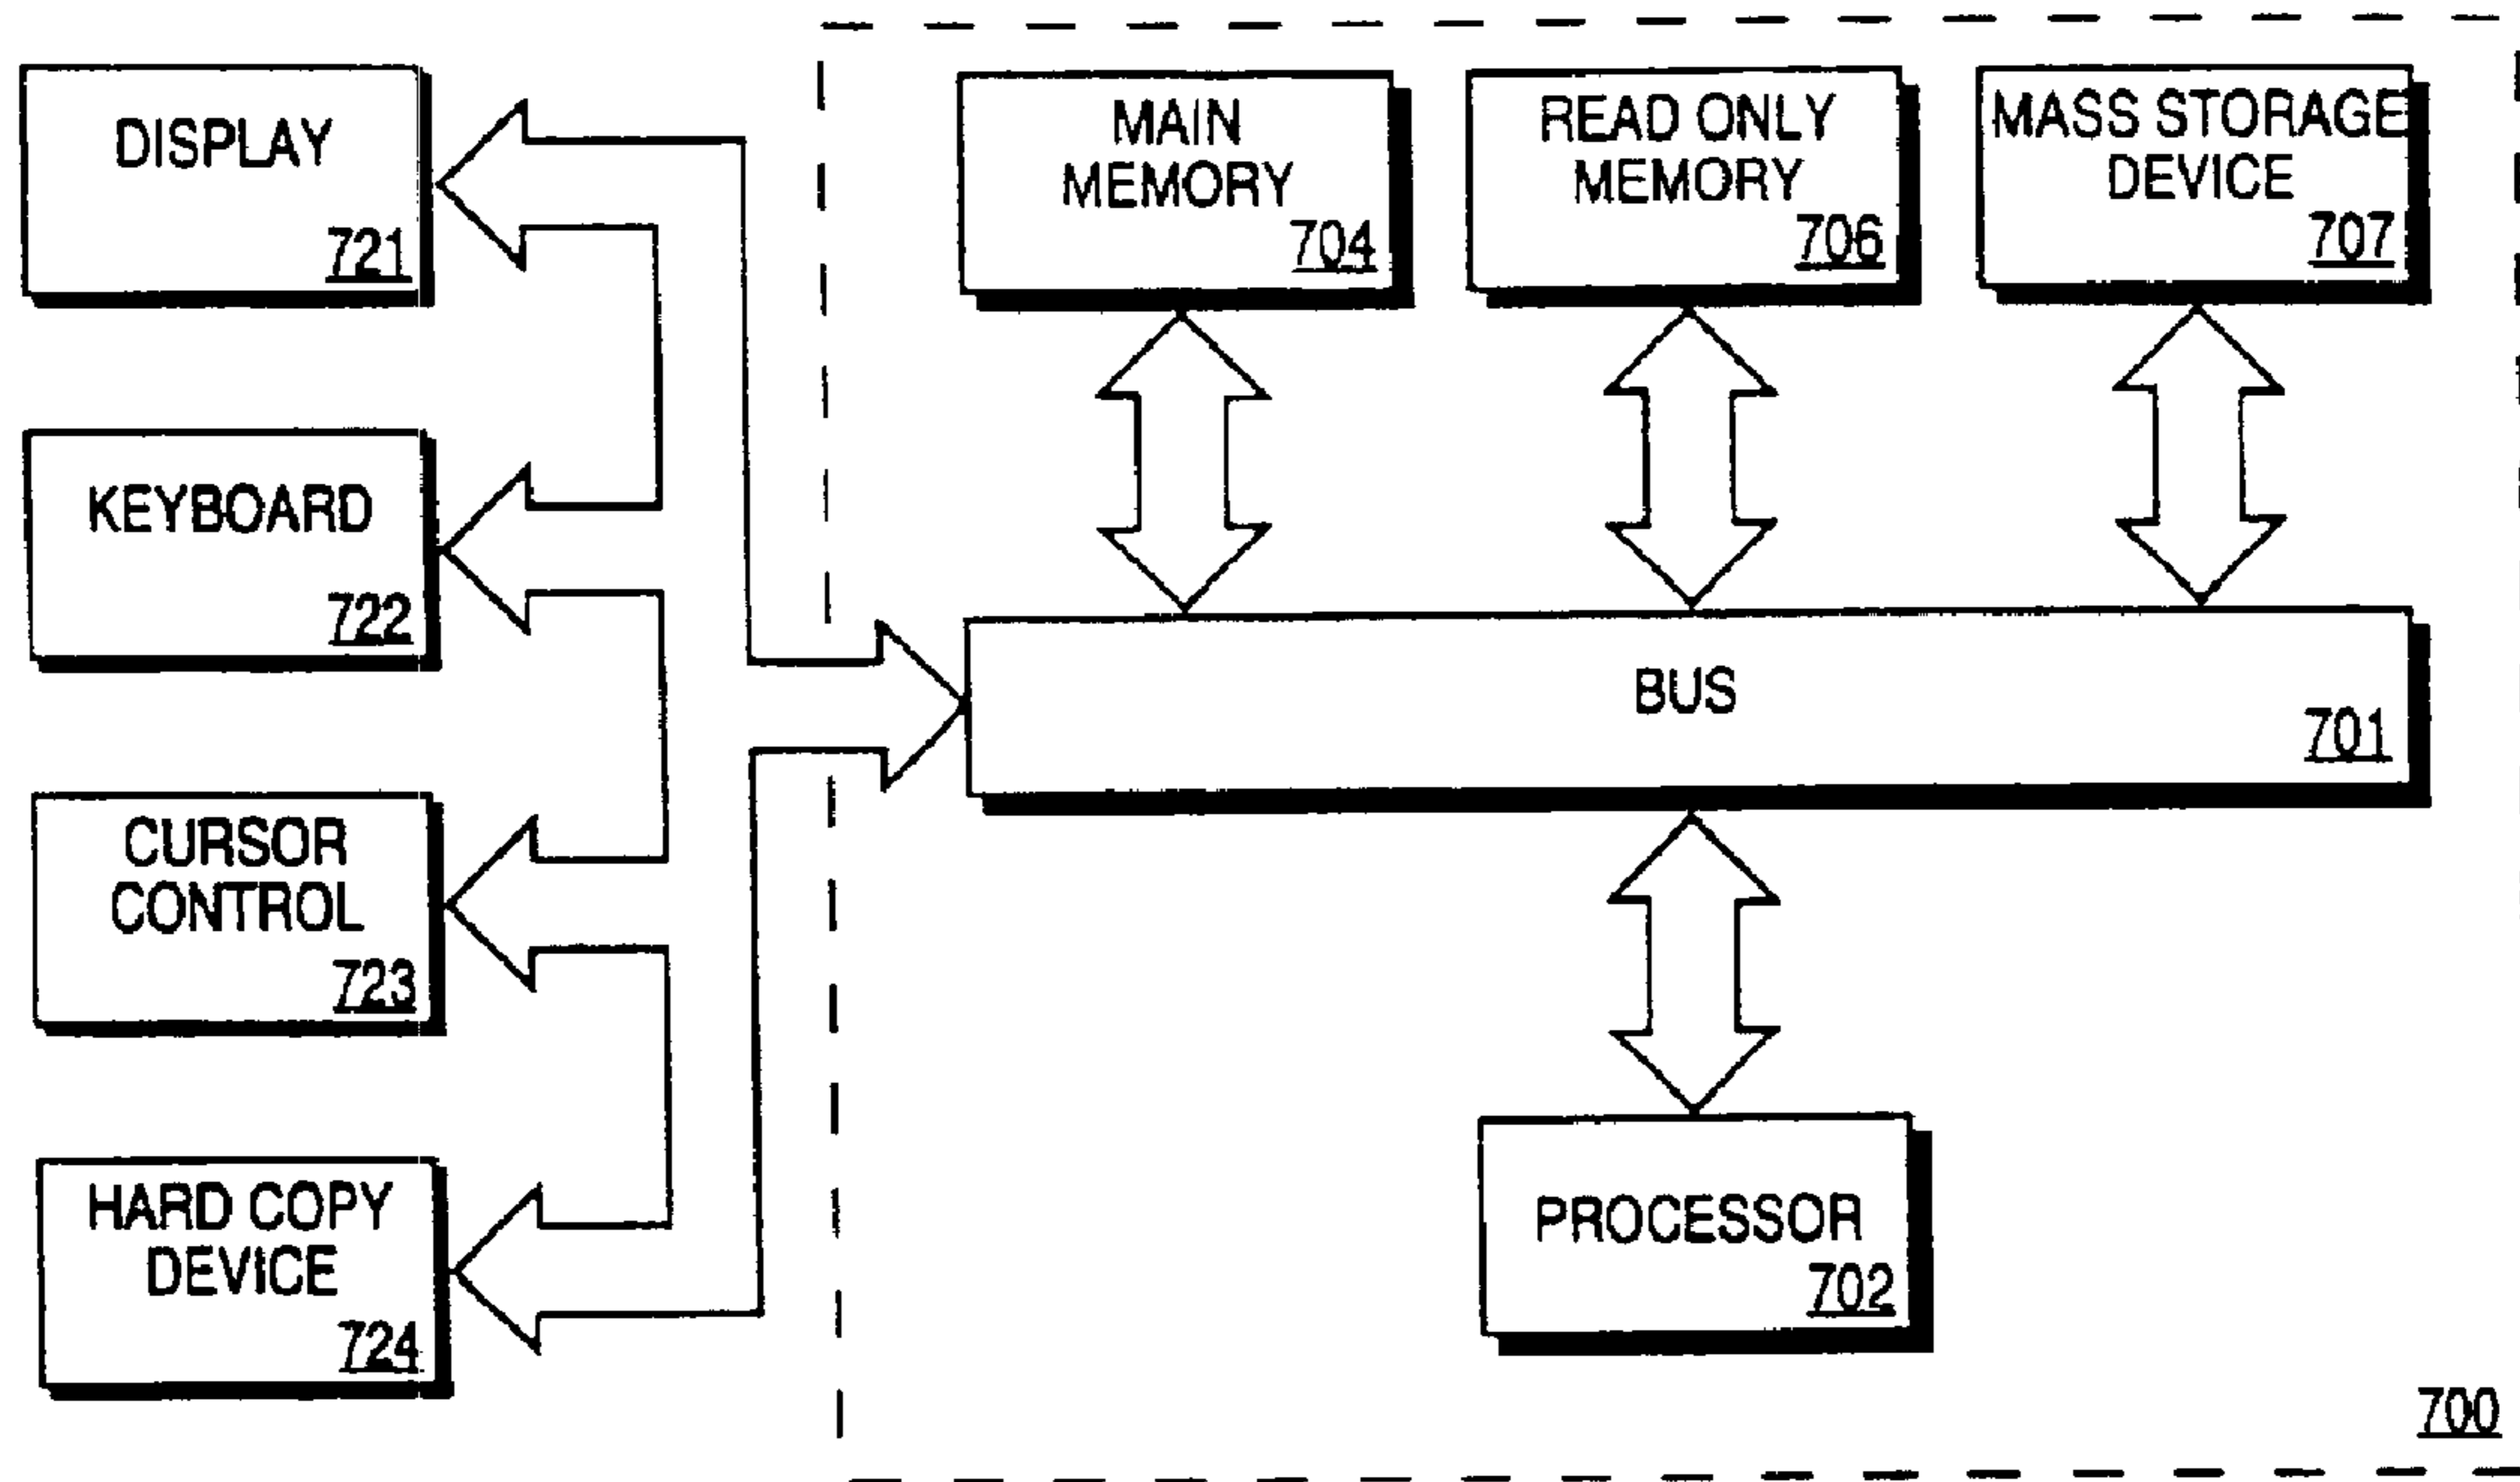 DISPLAY
721
KEYBOARD
722
CURSOR
CONTROL
723
HARD COPY
DEVICE
724
MAIN
MEMORY
704
READ ONLY
MEMORY
706
MASS STORAGE
DEVICE
707
BUS
701
PROCESSOR
702
700